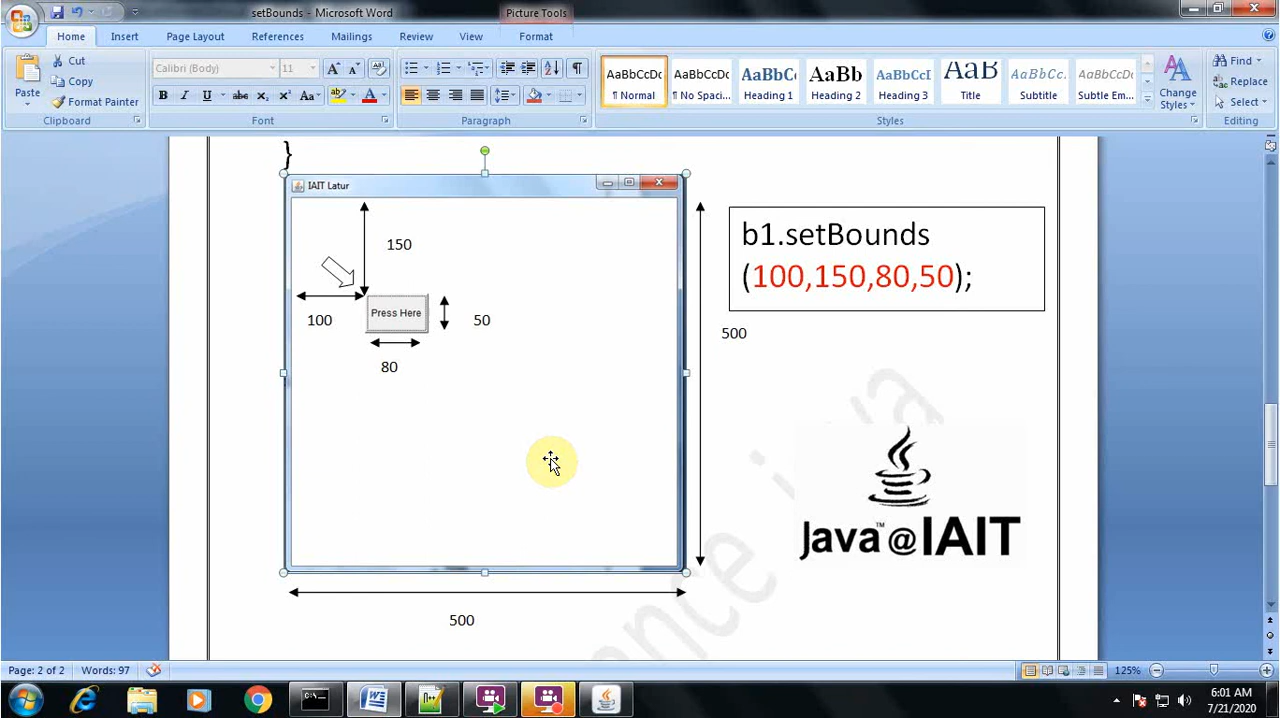 setBounds - Microsoft Word
Picture Tools
Home Insert Page Layout References Mailings Review View Format
Paste
Cut
Copy
Format Painter
Clipboard
Calibri (Body) 11
Font
Paragraph
AaBbCcDc AaBbCcDc AaBbC AaBbC AaBbCcI AaB AaBbCcI AaBbCcDc
¶ Normal ¶ No Spaci... Heading 1 Heading 2 Heading 3 Title Subtitle Subtle Em...
Styles
Change
Styles
Find
Replace
Select
Editing
}
IAIT Latur
150
100
Press Here
50
80
b1.setBounds
(100,150,80,50);
500
Java™@IAIT
500
Page: 2 of 2 Words: 97
125%
6:01 AM
7/21/2020